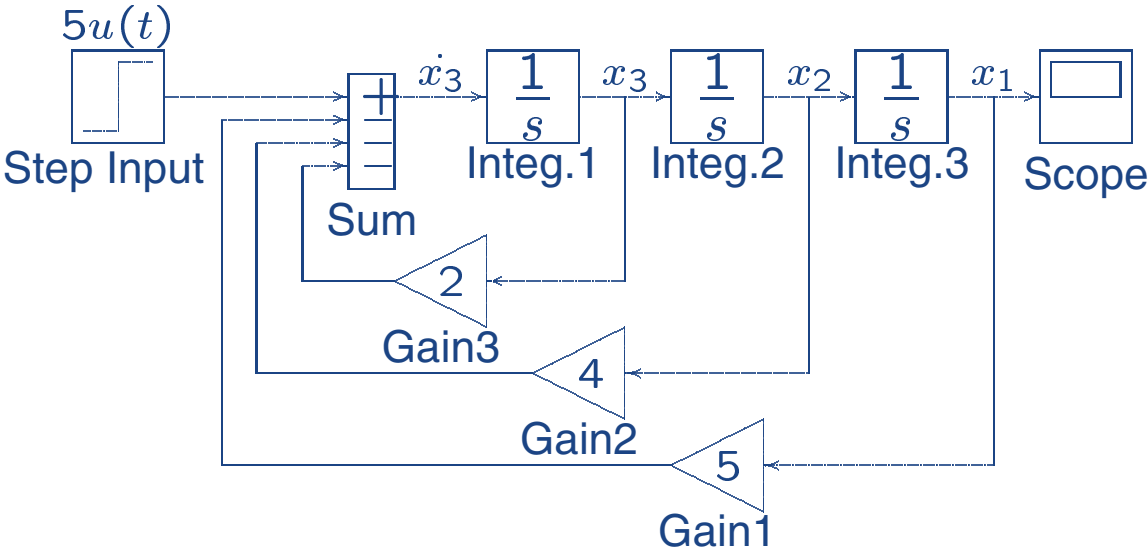 5u(t)
Step Input
+
−
−
−
Sum
ẋ₃
1
s
Integ.1
x₃
1
s
Integ.2
x₂
1
s
Integ.3
x₁
Scope
2
Gain3
4
Gain2
5
Gain1